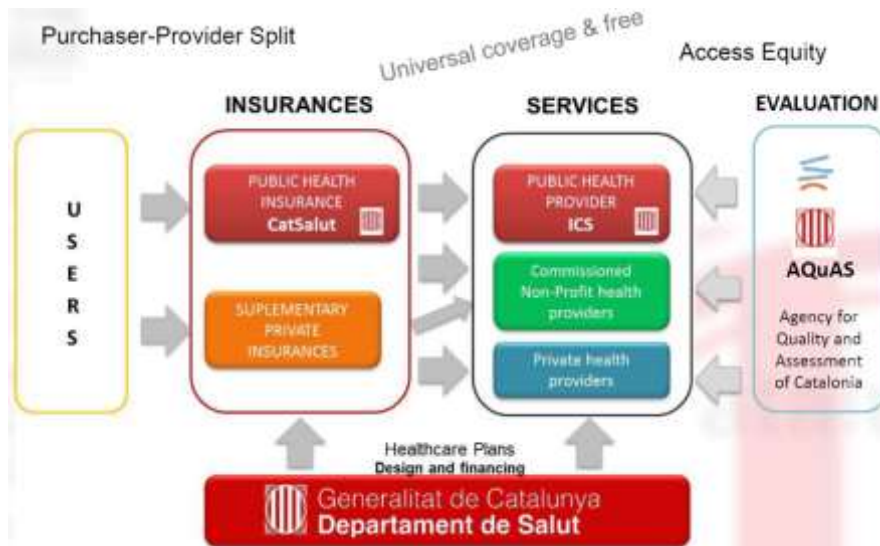 Purchaser-Provider Split
Universal coverage & free
Access Equity
INSURANCES
SERVICES
EVALUATION
U
S
E
R
S
PUBLIC HEALTH
INSURANCE
CatSalut
SUPLEMENTARY
PRIVATE
INSURANCES
PUBLIC HEALTH
PROVIDER
ICS
Commissioned
Non-Profit health
providers
Private health
providers
AQuAS
Agency for
Quality and
Assessment
of Catalonia
Healthcare Plans
Design and financing
Generalitat de Catalunya
Departament de Salut